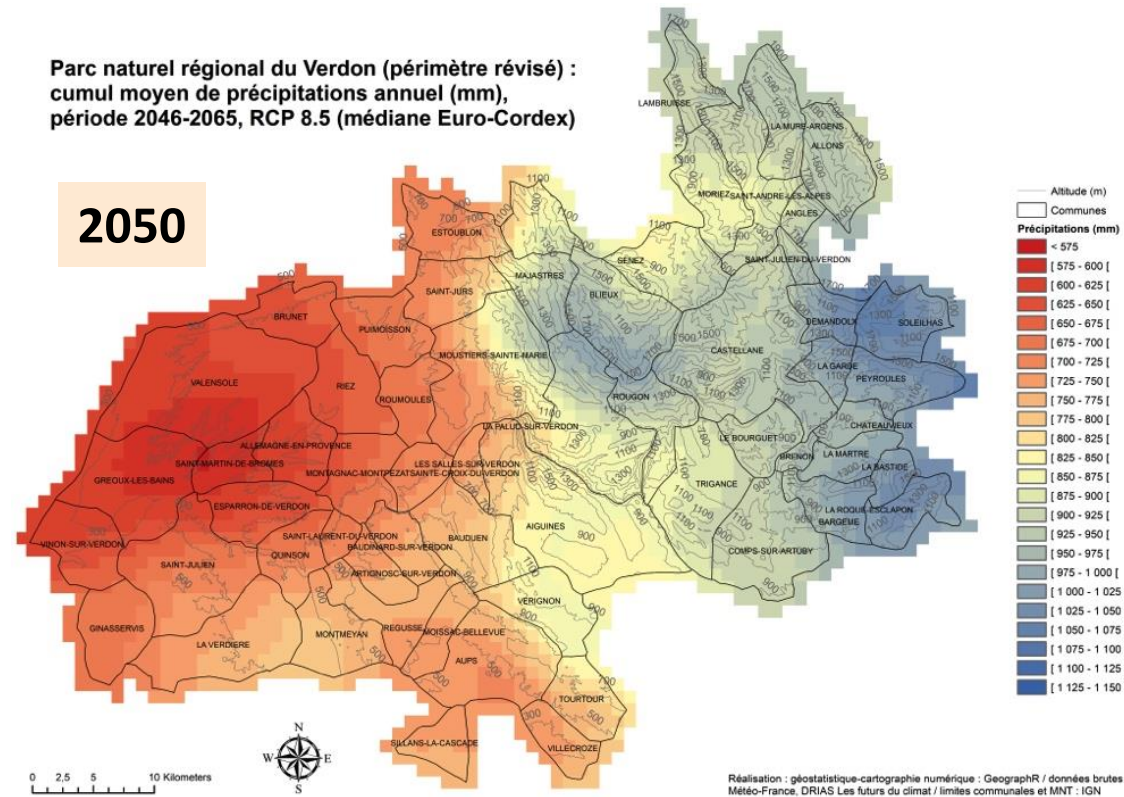 Parc naturel régional du Verdon (périmètre révisé) :
cumul moyen de précipitations annuel (mm),
période 2046-2065, RCP 8.5 (médiane Euro-Cordex)
2050
LAMBRUISSE
LA MURE-ARGENS
ALLONS
MORIEZ
SAINT-ANDRE-LES-ALPES
ANGLES
ESTOUBLON
SENEZ
SAINT-JULIEN-DU-VERDON
MAJASTRES
BLIEUX
SAINT-JURS
BRUNET
PUIMOISSON
DEMANDOLX
SOLEILHAS
MOUSTIERS-SAINTE-MARIE
CASTELLANE
LA GARDE
PEYROULES
VALENSOLE
RIEZ
ROUMOULES
ROUGON
LA PALUD-SUR-VERDON
CHATEAUVIEUX
LE BOURGUET
ALLEMAGNE-EN-PROVENCE
BRENON
LA MARTRE
SAINT-MARTIN-DE-BROMES
LES SALLES-SUR-VERDON
LA BASTIDE
MONTAGNAC-MONTPEZAT
SAINTE-CROIX-DU-VERDON
GREOUX-LES-BAINS
TRIGANCE
ESPARRON-DE-VERDON
LA ROQUE-ESCLAPON
BARGEME
AIGUINES
SAINT-LAURENT-DU-VERDON
BAUDUEN
VINON-SUR-VERDON
BAUDINARD-SUR-VERDON
QUINSON
COMPS-SUR-ARTUBY
SAINT-JULIEN
ARTIGNOSC-SUR-VERDON
VERIGNON
GINASSERVIS
MONTMEYAN
REGUSSE
MOISSAC-BELLEVUE
LA VERDIERE
AUPS
TOURTOUR
SILLANS-LA-CASCADE
VILLECROZE
Altitude (m)
Communes
Précipitations (mm)
< 575
[ 575 - 600 [
[ 600 - 625 [
[ 625 - 650 [
[ 650 - 675 [
[ 675 - 700 [
[ 700 - 725 [
[ 725 - 750 [
[ 750 - 775 [
[ 775 - 800 [
[ 800 - 825 [
[ 825 - 850 [
[ 850 - 875 [
[ 875 - 900 [
[ 900 - 925 [
[ 925 - 950 [
[ 950 - 975 [
[ 975 - 1 000 [
[ 1 000 - 1 025
[ 1 025 - 1 050
[ 1 050 - 1 075
[ 1 075 - 1 100
[ 1 100 - 1 125
[ 1 125 - 1 150
N
W E
S
0 2,5 5 10 Kilometers
Réalisation : géostatistique-cartographie numérique : GeographR / données brutes
Météo-France, DRIAS Les futurs du climat / limites communales et MNT : IGN